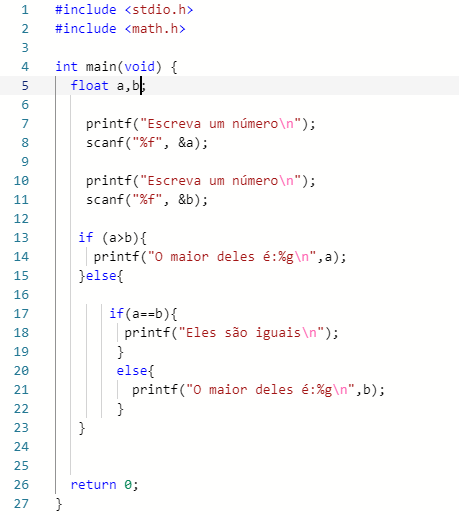 1 #include <stdio.h>
2 #include <math.h>
3
4 int main(void) {
5 float a,b;
6
7 printf("Escreva um número\n");
8 scanf("%f", &a);
9
10 printf("Escreva um número\n");
11 scanf("%f", &b);
12
13 if (a>b){
14 printf("O maior deles é:%g\n",a);
15 }else{
16
17 if(a==b){
18 printf("Eles são iguais\n");
19 }
20 else{
21 printf("O maior deles é:%g\n",b);
22 }
23 }
24
25
26 return 0;
27 }